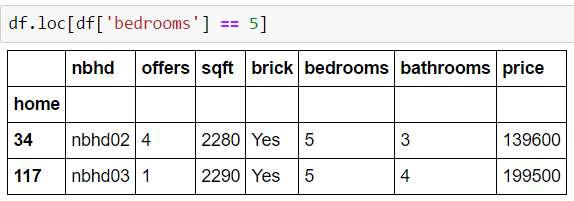 df.loc[df['bedrooms'] == 5]
nbhd offers sqft brick bedrooms bathrooms price
home
34 nbhd02 4 2280 Yes 5 3 139600
117 nbhd03 1 2290 Yes 5 4 199500